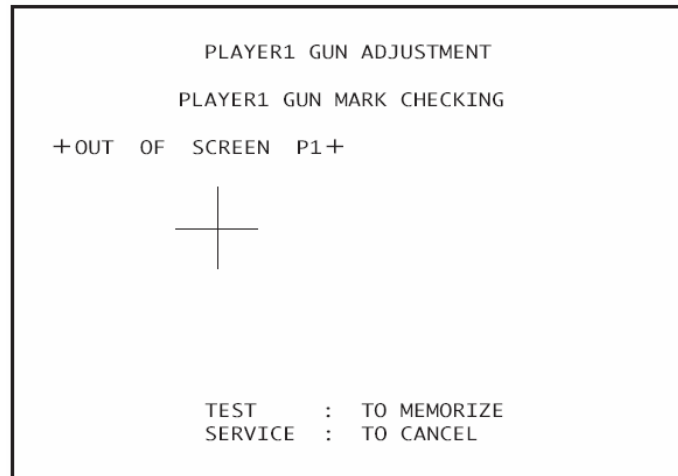 PLAYER1 GUN ADJUSTMENT
PLAYER1 GUN MARK CHECKING
+OUT OF SCREEN P1+
TEST : TO MEMORIZE
SERVICE : TO CANCEL